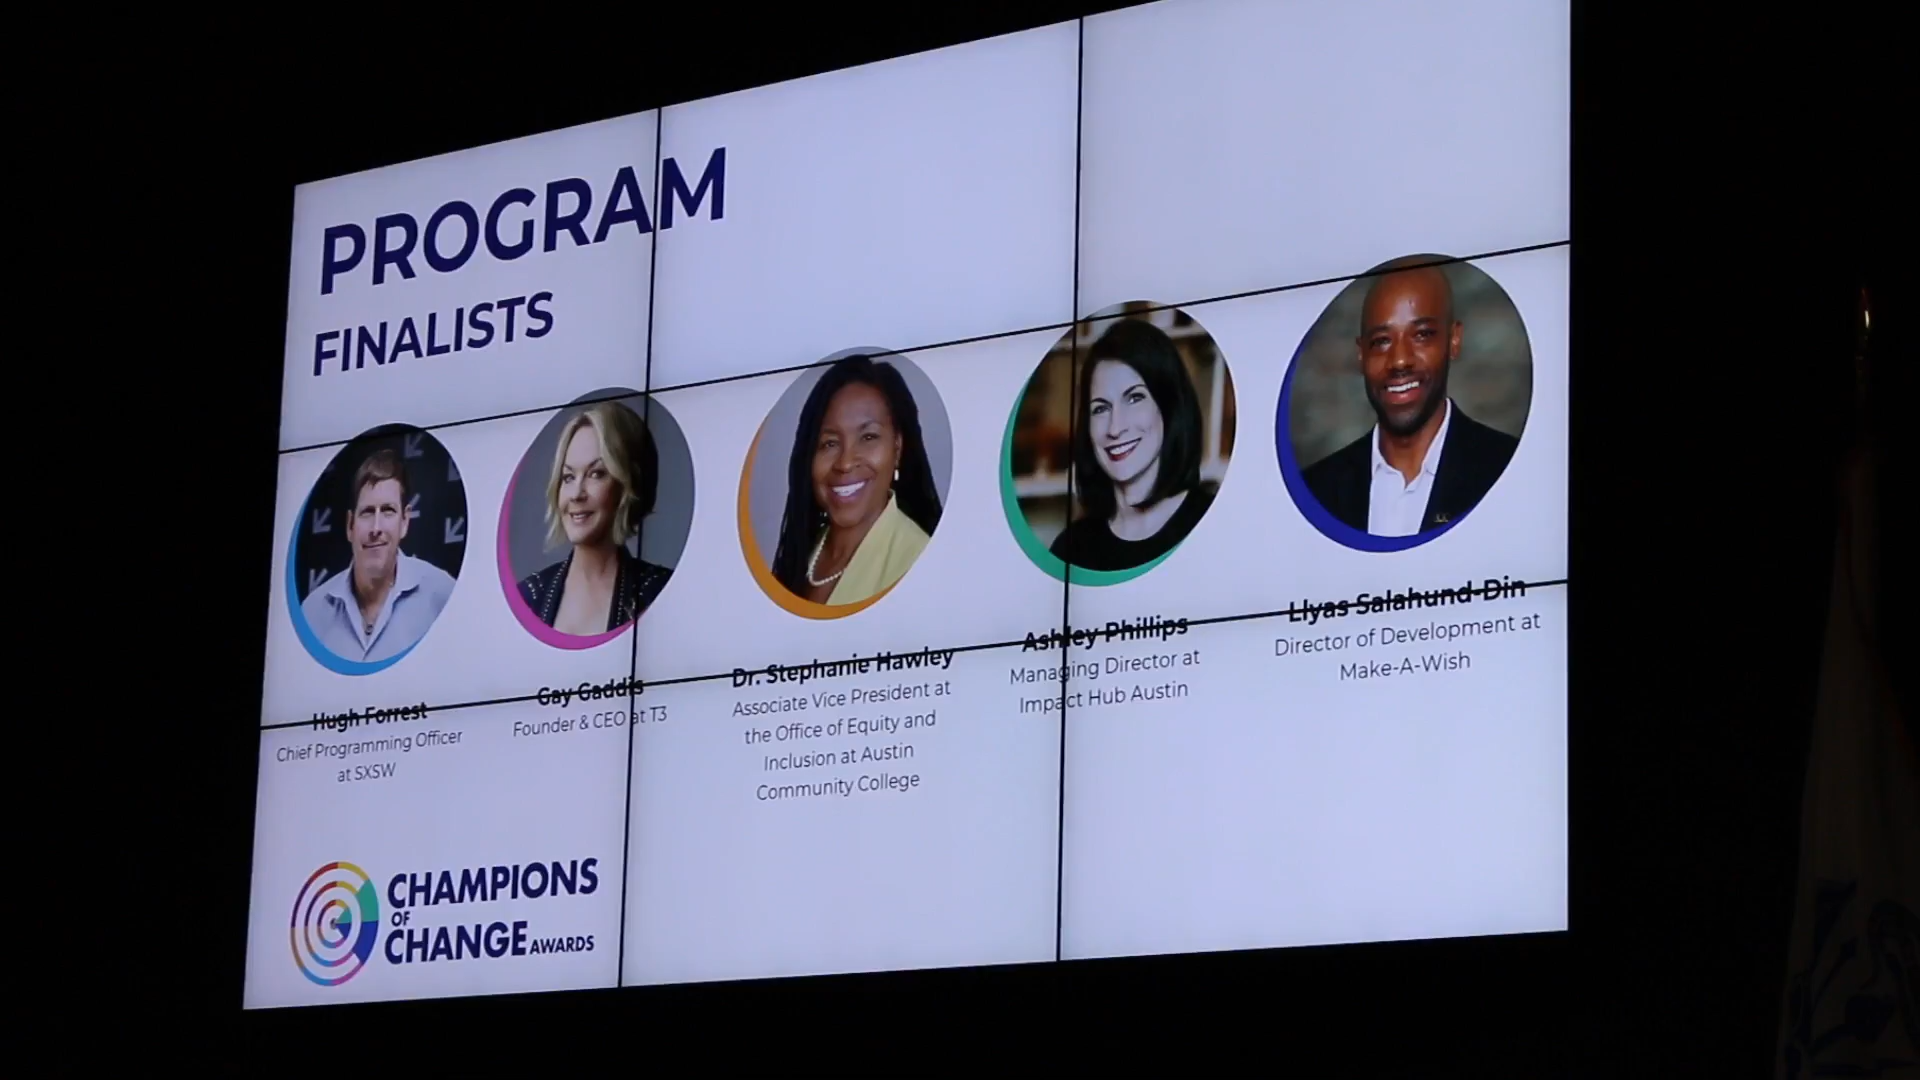 PROGRAM
FINALISTS
Hugh Forrest
Chief Programming Officer
at SXSW
Gay Gaddis
Founder & CEO at T3
Dr. Stephanie Hawley
Associate Vice President at
the Office of Equity and
Inclusion at Austin
Community College
Ashley Phillips
Managing Director at
Impact Hub Austin
Llyas Salahund-Din
Director of Development at
Make-A-Wish
CHAMPIONS
OF
CHANGE AWARDS